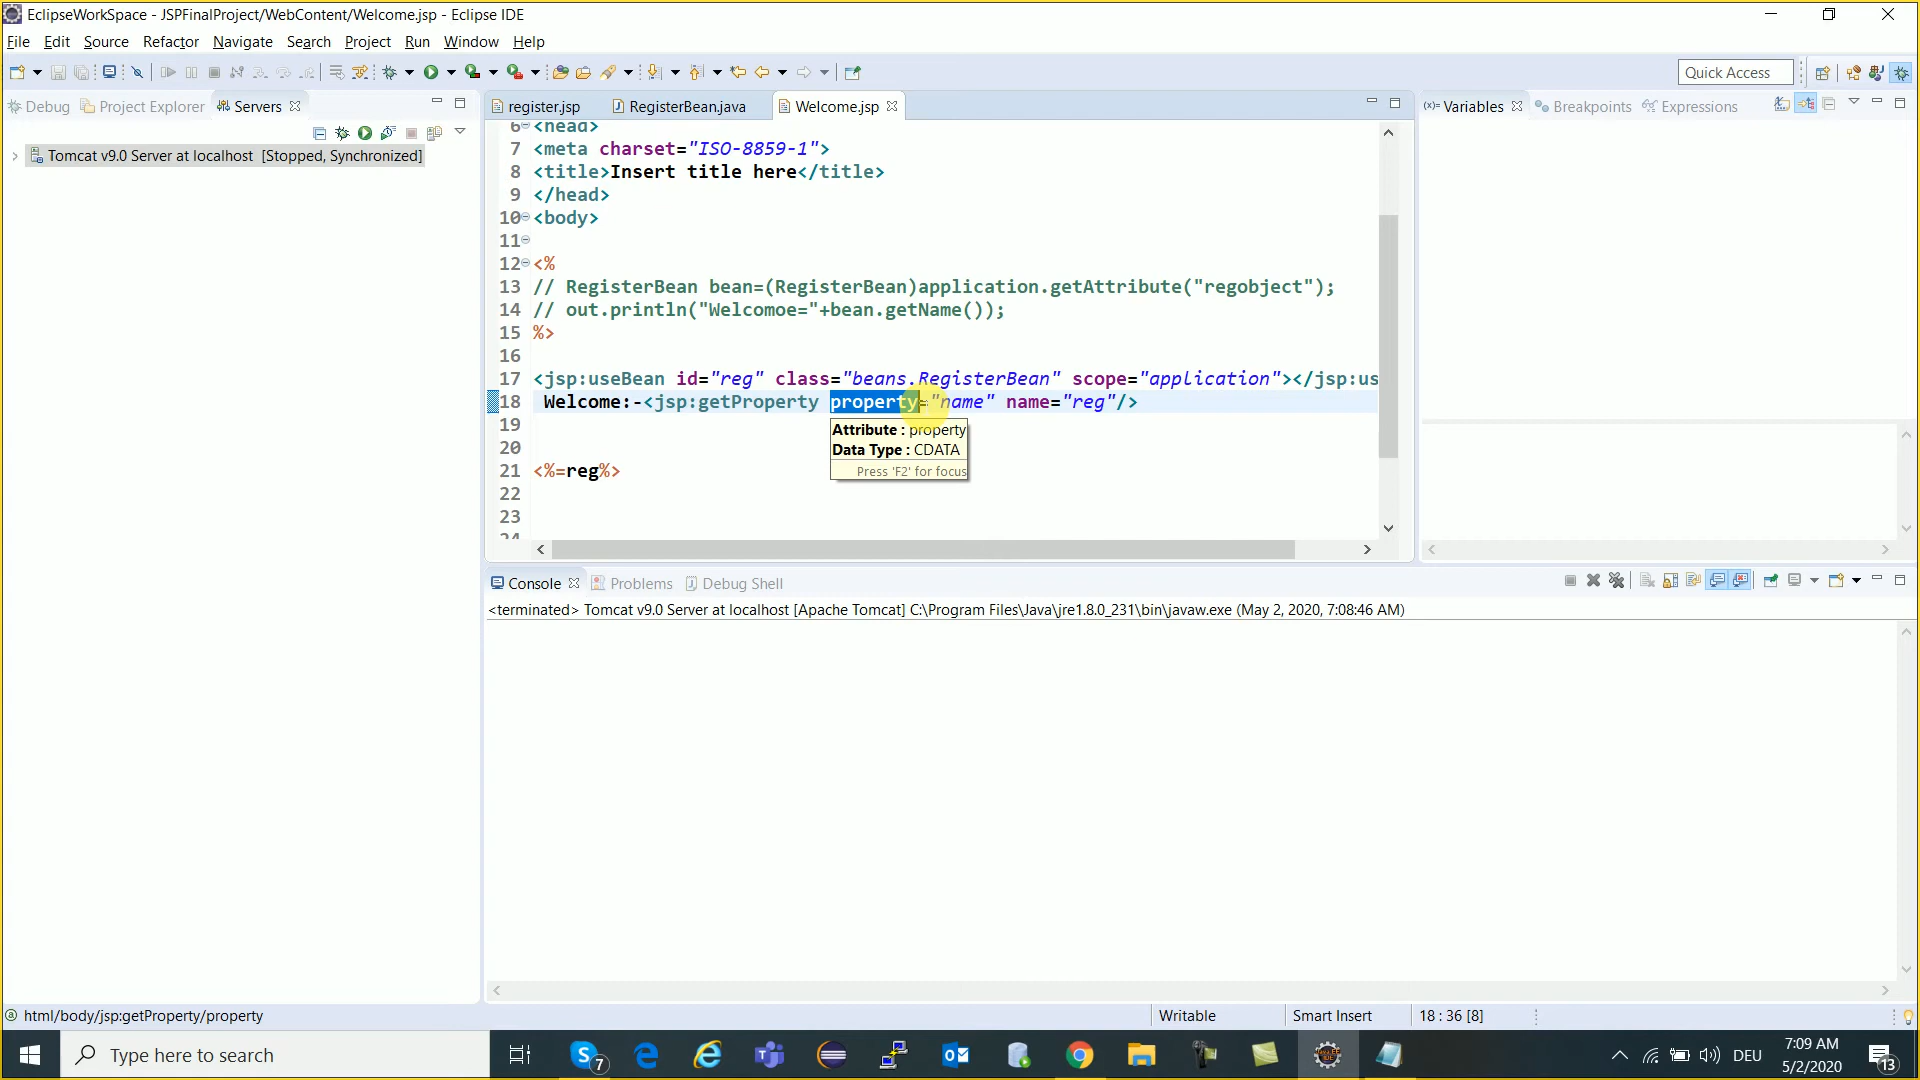 EclipseWorkSpace - JSPFinalProject/WebContent/Welcome.jsp - Eclipse IDE
File Edit Source Refactor Navigate Search Project Run Window Help
Quick Access
Debug Project Explorer Servers
register.jsp RegisterBean.java Welcome.jsp
(x)= Variables Breakpoints Expressions
Tomcat v9.0 Server at localhost [Stopped, Synchronized]
6 <head>
7 <meta charset="ISO-8859-1">
8 <title>Insert title here</title>
9 </head>
10 <body>
11
12 <%
13 // RegisterBean bean=(RegisterBean)application.getAttribute("regobject");
14 // out.println("Welcomoe="+bean.getName());
15 %>
16
17 <jsp:useBean id="reg" class="beans.RegisterBean" scope="application"></jsp:us
18 Welcome:-<jsp:getProperty property="name" name="reg"/>
19
20
21 <%=reg%>
22
23
24
Attribute : property
Data Type : CDATA
Press 'F2' for focus
Console Problems Debug Shell
<terminated> Tomcat v9.0 Server at localhost [Apache Tomcat] C:\Program Files\Java\jre1.8.0_231\bin\javaw.exe (May 2, 2020, 7:08:46 AM)
html/body/jsp:getProperty/property
Writable
Smart Insert
18 : 36 [8]
Type here to search
7
DEU
7:09 AM
5/2/2020
13